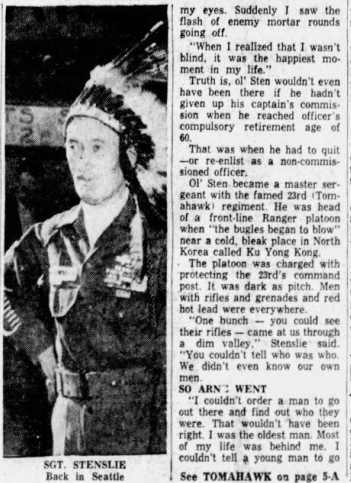 my eyes. Suddenly I saw the
flash of enemy mortar rounds
going off.
"When I realized that I wasn't
blind, it was the happiest mo-
ment in my life."
Truth is, ol' Sten wouldn't even
have been there if he hadn't
given up his captain's commis-
sion when he reached officer's
compulsory retirement age of
60.
That was when he had to quit
—or re-enlist as a non-commis-
sioned officer.
Ol' Sten became a master ser-
geant with the famed 23rd (Tom-
ahawk) regiment. He was head
of a front-line Ranger platoon
when "the bugles began to blow"
near a cold, bleak place in North
Korea called Ku Yong Kong.
The platoon was charged with
protecting the 23rd's command
post. It was dark as pitch. Men
with rifles and grenades and red
hot lead were everywhere.
"One bunch — you could see
their rifles — came at us through
a dim valley," Stenslie said.
"You couldn't tell who was who.
We didn't even know our own
men.
SO ARN WENT
"I couldn't order a man to go
out there and find out who they
were. That wouldn't have been
right. I was the oldest man. Most
of my life was behind me. I
couldn't tell a young man to go
See TOMAHAWK on page 5-A
SGT. STENSLIE
Back in Seattle